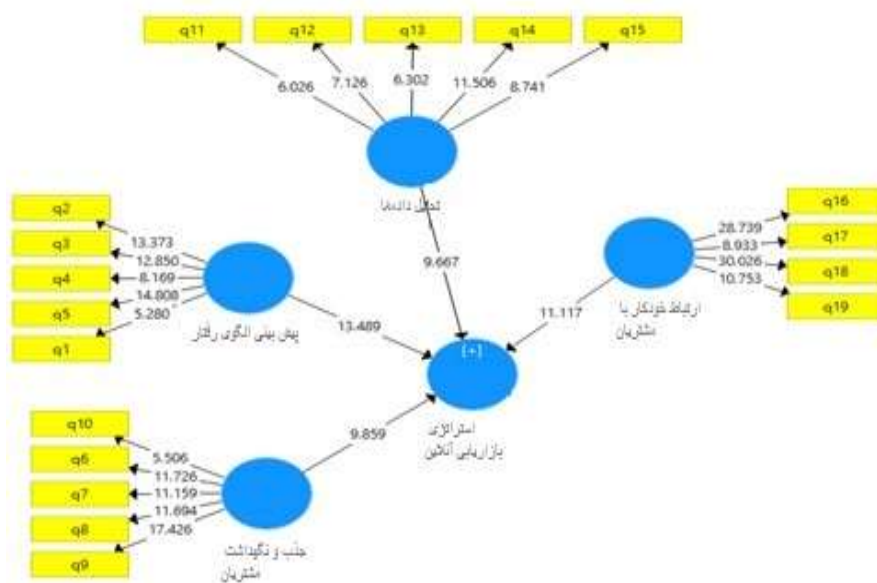 q11
q12
q13
q14
q15
6.026
7.126
6.302
11.506
8.741
تحلیل داده‌ها
q2
q3
q4
q5
q1
13.373
12.850
8.169
14.808
5.280
پیش بینی الگوی رفتار
q16
q17
q18
q19
28.739
8.933
30.026
10.753
ارتباط خودکار با
مشتریان
9.667
13.489
11.117
[+]
استراتژی
بازاریابی آنلاین
9.859
q10
q6
q7
q8
q9
5.506
11.726
11.159
11.694
17.426
جذب و نگهداشت
مشتریان